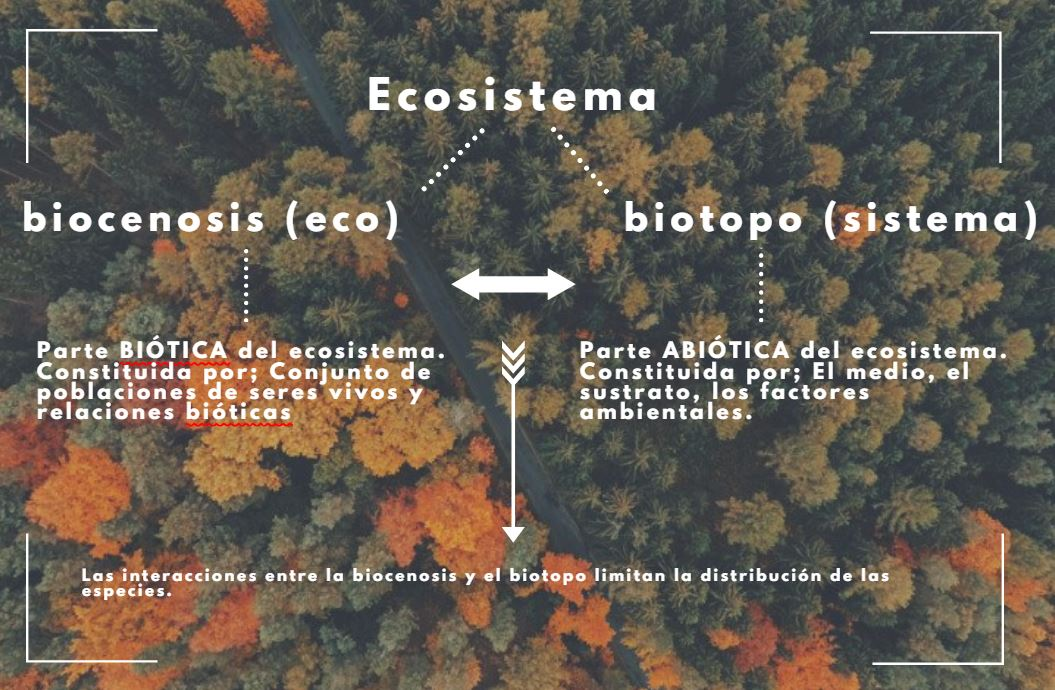 Ecosistema
biocenosis (eco)
biotopo (sistema)
Parte BIÓTICA del ecosistema.
Constituida por; Conjunto de
poblaciones de seres vivos y
relaciones bióticas
Parte ABIÓTICA del ecosistema.
Constituida por; El medio, el
sustrato, los factores
ambientales.
Las interacciones entre la biocenosis y el biotopo limitan la distribución de las
especies.